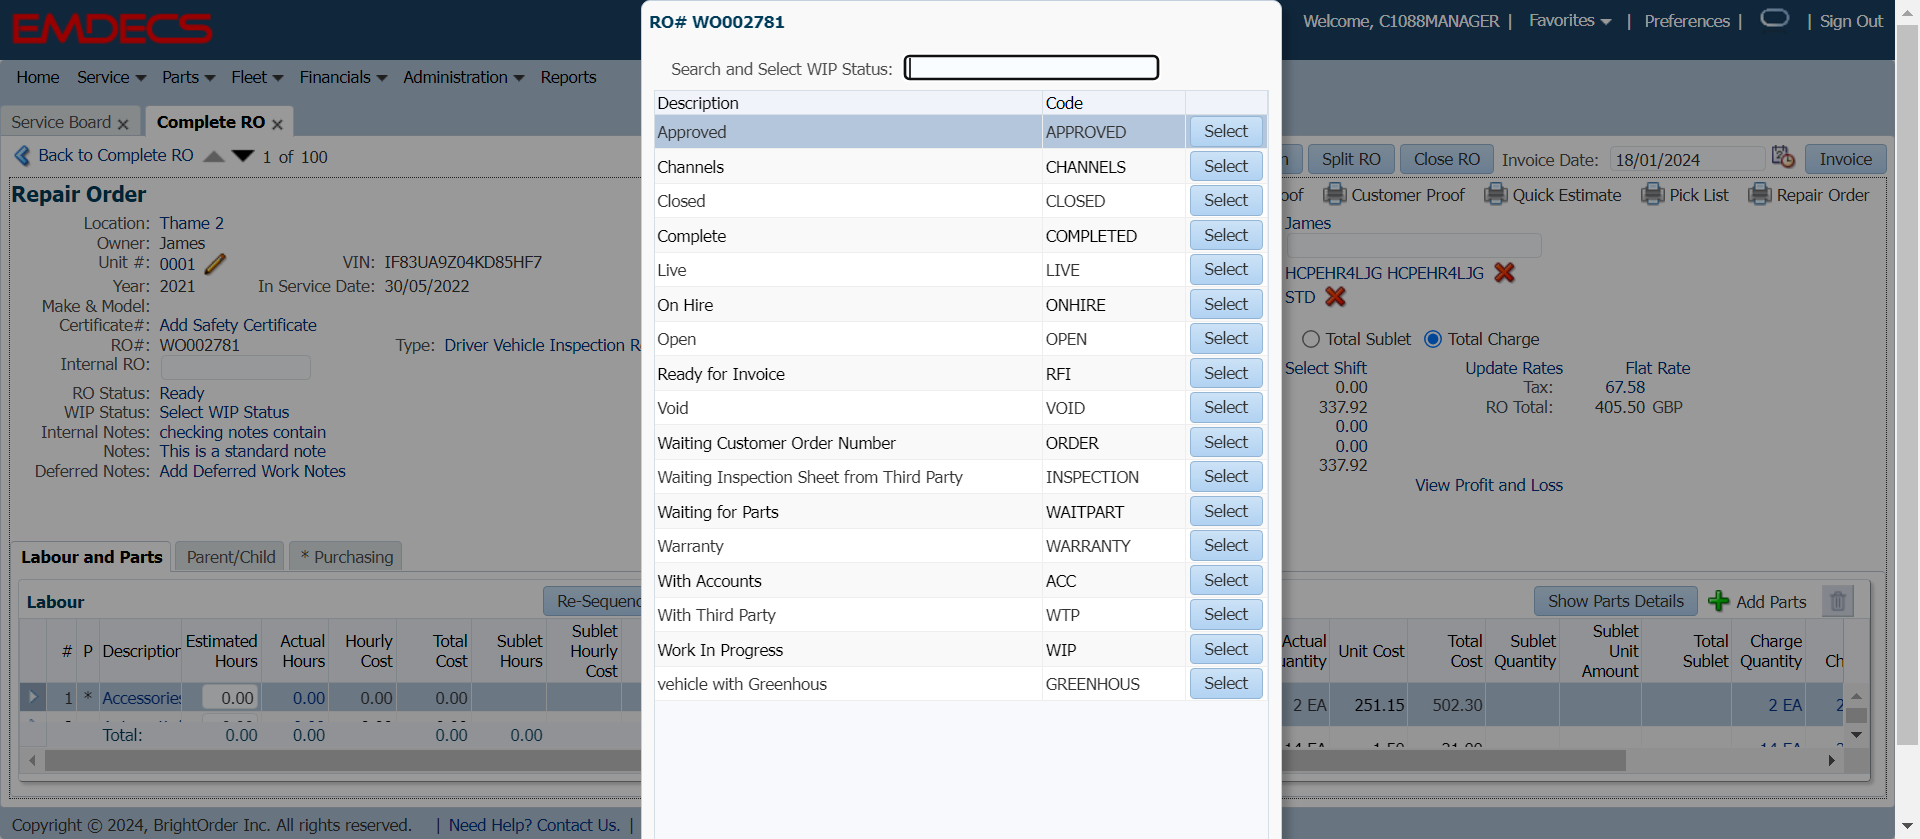 EMDECS
Welcome, C1088MANAGER | Favorites | Preferences | | Sign Out
Home Service Parts Fleet Financials Administration Reports
Service Board Complete RO
Back to Complete RO 1 of 100
Split RO Close RO Invoice Date: 18/01/2024 Invoice
Customer Proof Quick Estimate Pick List Repair Order
Repair Order
Location: Thame 2
Owner: James
Unit #: 0001 VIN: IF83UA9Z04KD85HF7
Year: 2021 In Service Date: 30/05/2022
Make & Model:
Certificate#: Add Safety Certificate
RO#: WO002781 Type: Driver Vehicle Inspection R
Internal RO:
RO Status: Ready
WIP Status: Select WIP Status
Internal Notes: checking notes contain
Notes: This is a standard note
Deferred Notes: Add Deferred Work Notes
James
HCPEHR4LJG HCPEHR4LJG
STD
Total Sublet Total Charge
Select Shift Update Rates Flat Rate
0.00 Tax: 67.58
337.92 RO Total: 405.50 GBP
0.00
0.00
337.92
View Profit and Loss
RO# WO002781
Search and Select WIP Status:
Description Code
Approved APPROVED Select
Channels CHANNELS Select
Closed CLOSED Select
Complete COMPLETED Select
Live LIVE Select
On Hire ONHIRE Select
Open OPEN Select
Ready for Invoice RFI Select
Void VOID Select
Waiting Customer Order Number ORDER Select
Waiting Inspection Sheet from Third Party INSPECTION Select
Waiting for Parts WAITPART Select
Warranty WARRANTY Select
With Accounts ACC Select
With Third Party WTP Select
Work In Progress WIP Select
vehicle with Greenhous GREENHOUS Select
Labour and Parts Parent/Child * Purchasing
Labour Re-Sequenc
# P Description Estimated Hours Actual Hours Hourly Cost Total Cost Sublet Hours Sublet Hourly Cost
1 * Accessories 0.00 0.00 0.00 0.00
Total: 0.00 0.00 0.00 0.00
Show Parts Details Add Parts
Actual Unit Cost Total Cost Sublet Quantity Sublet Unit Amount Total Sublet Charge Quantity Ch
2 EA 251.15 502.30 2 EA 2
Copyright © 2024, BrightOrder Inc. All rights reserved. | Need Help? Contact Us. |